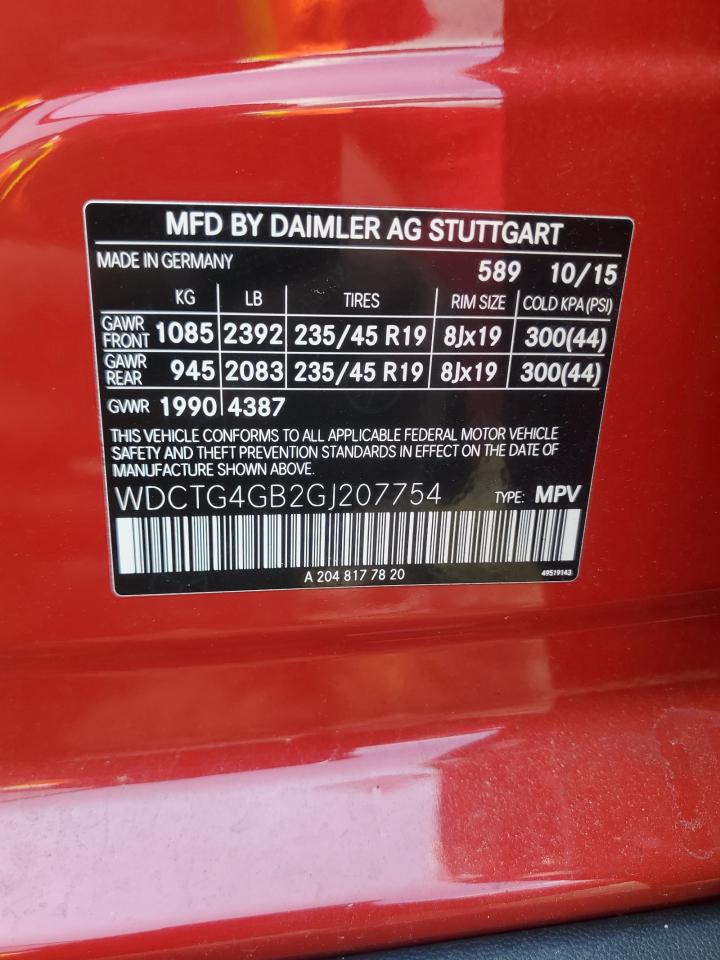 MFD BY DAIMLER AG STUTTGART
MADE IN GERMANY 589 10/15
KG LB TIRES RIM SIZE COLD KPA (PSI)
GAWR FRONT 1085 2392 235/45 R19 8Jx19 300(44)
GAWR REAR 945 2083 235/45 R19 8Jx19 300(44)
GVWR 1990 4387
THIS VEHICLE CONFORMS TO ALL APPLICABLE FEDERAL MOTOR VEHICLE
SAFETY AND THEFT PREVENTION STANDARDS IN EFFECT ON THE DATE OF
MANUFACTURE SHOWN ABOVE.
WDCTG4GB2GJ207754 TYPE: MPV
A 204 817 78 20 49519143